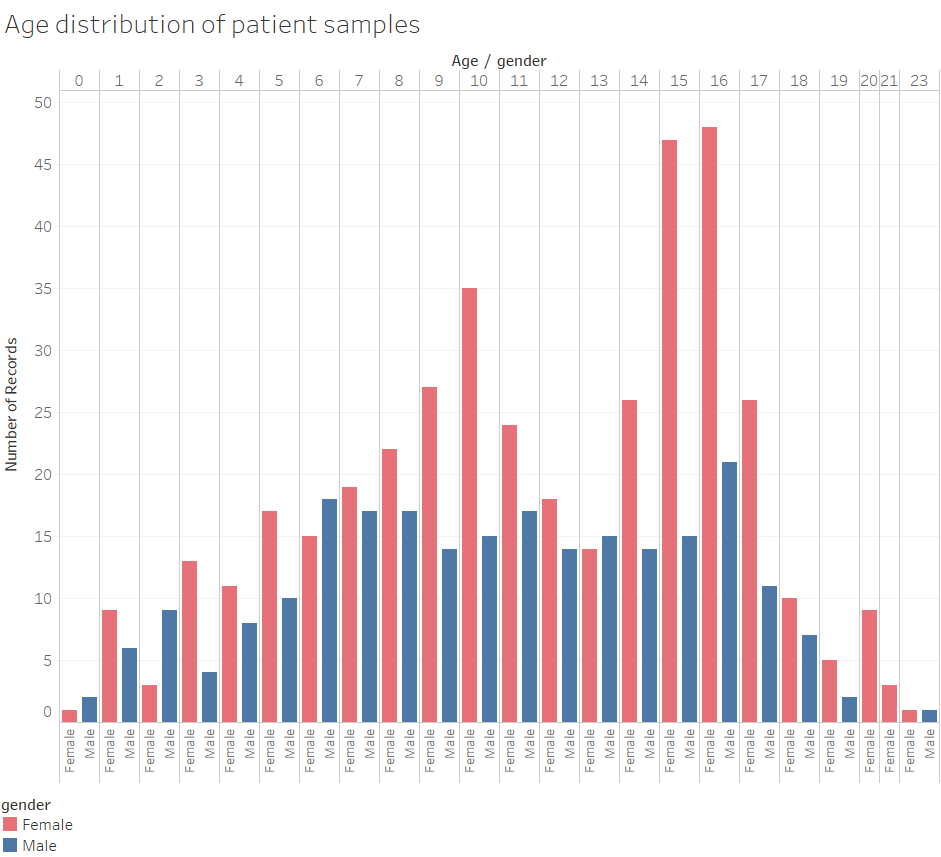 Age distribution of patient samples
Age / gender
0 1 2 3 4 5 6 7 8 9 10 11 12 13 14 15 16 17 18 19 20 21 23
50
45
40
35
30
25
20
15
10
5
0
Number of Records
Female Male Female Male Female Male Female Male Female Male Female Male Female Male Female Male Female Male Female Male Female Male Female Male Female Male Female Male Female Male Female Male Female Male Female Male Female Male Female Male Female Female Female Male
gender
Female
Male